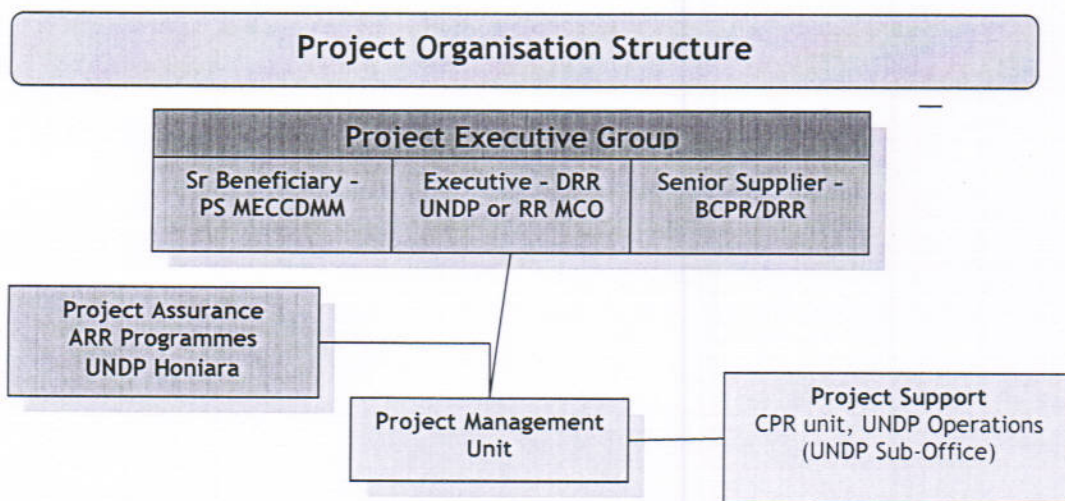 Project Organisation Structure
Project Executive Group
Sr Beneficiary –
PS MECCDMM
Executive – DRR
UNDP or RR MCO
Senior Supplier –
BCPR/DRR
Project Assurance
ARR Programmes
UNDP Honiara
Project Management
Unit
Project Support
CPR unit, UNDP Operations
(UNDP Sub-Office)